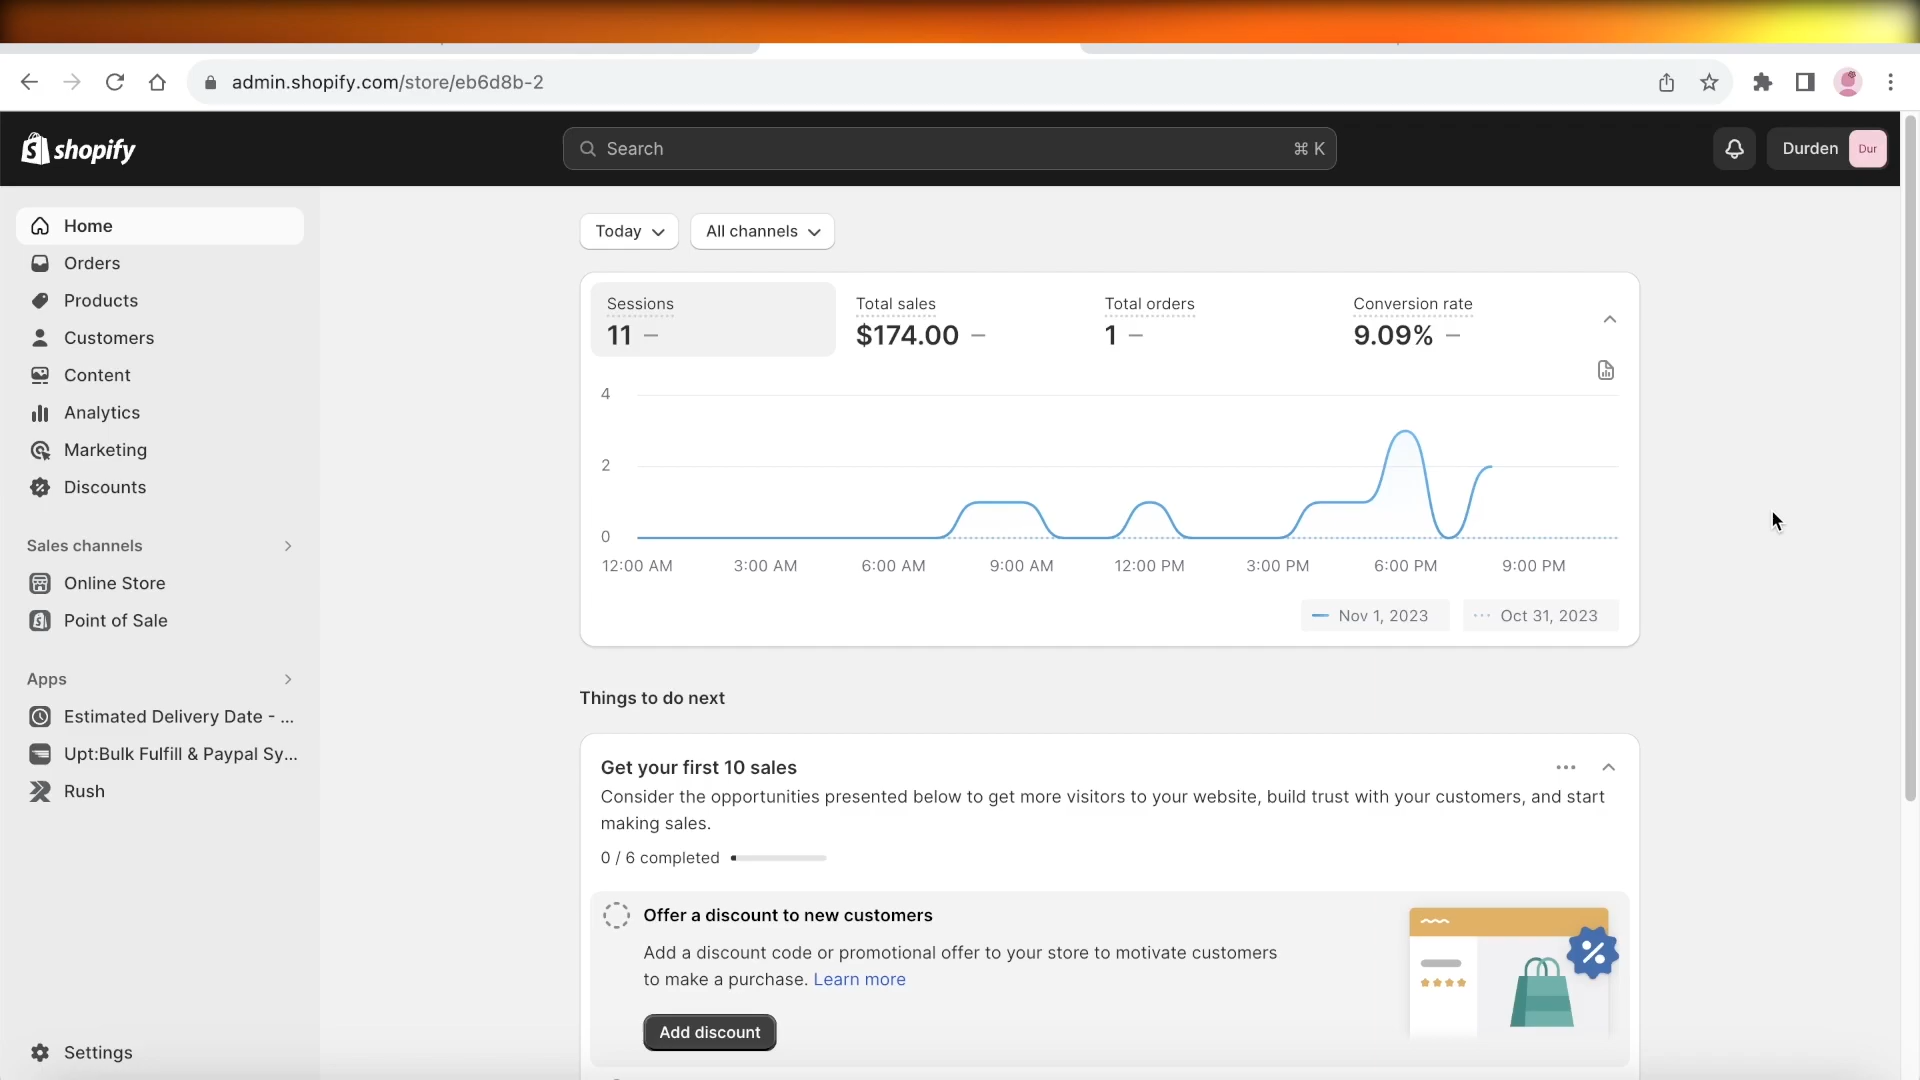 admin.shopify.com/store/eb6d8b-2
shopify
Search
⌘ K
Durden
Dur
Home
Orders
Products
Customers
Content
Analytics
Marketing
Discounts
Sales channels
Online Store
Point of Sale
Apps
Estimated Delivery Date - ...
Upt:Bulk Fulfill & Paypal Sy...
Rush
Settings
Today
All channels
Sessions
11 –
Total sales
$174.00 –
Total orders
1 –
Conversion rate
9.09% –
4
2
0
12:00 AM 3:00 AM 6:00 AM 9:00 AM 12:00 PM 3:00 PM 6:00 PM 9:00 PM
Nov 1, 2023
Oct 31, 2023
Things to do next
Get your first 10 sales
Consider the opportunities presented below to get more visitors to your website, build trust with your customers, and start
making sales.
0 / 6 completed
Offer a discount to new customers
Add a discount code or promotional offer to your store to motivate customers
to make a purchase. Learn more
Add discount
%